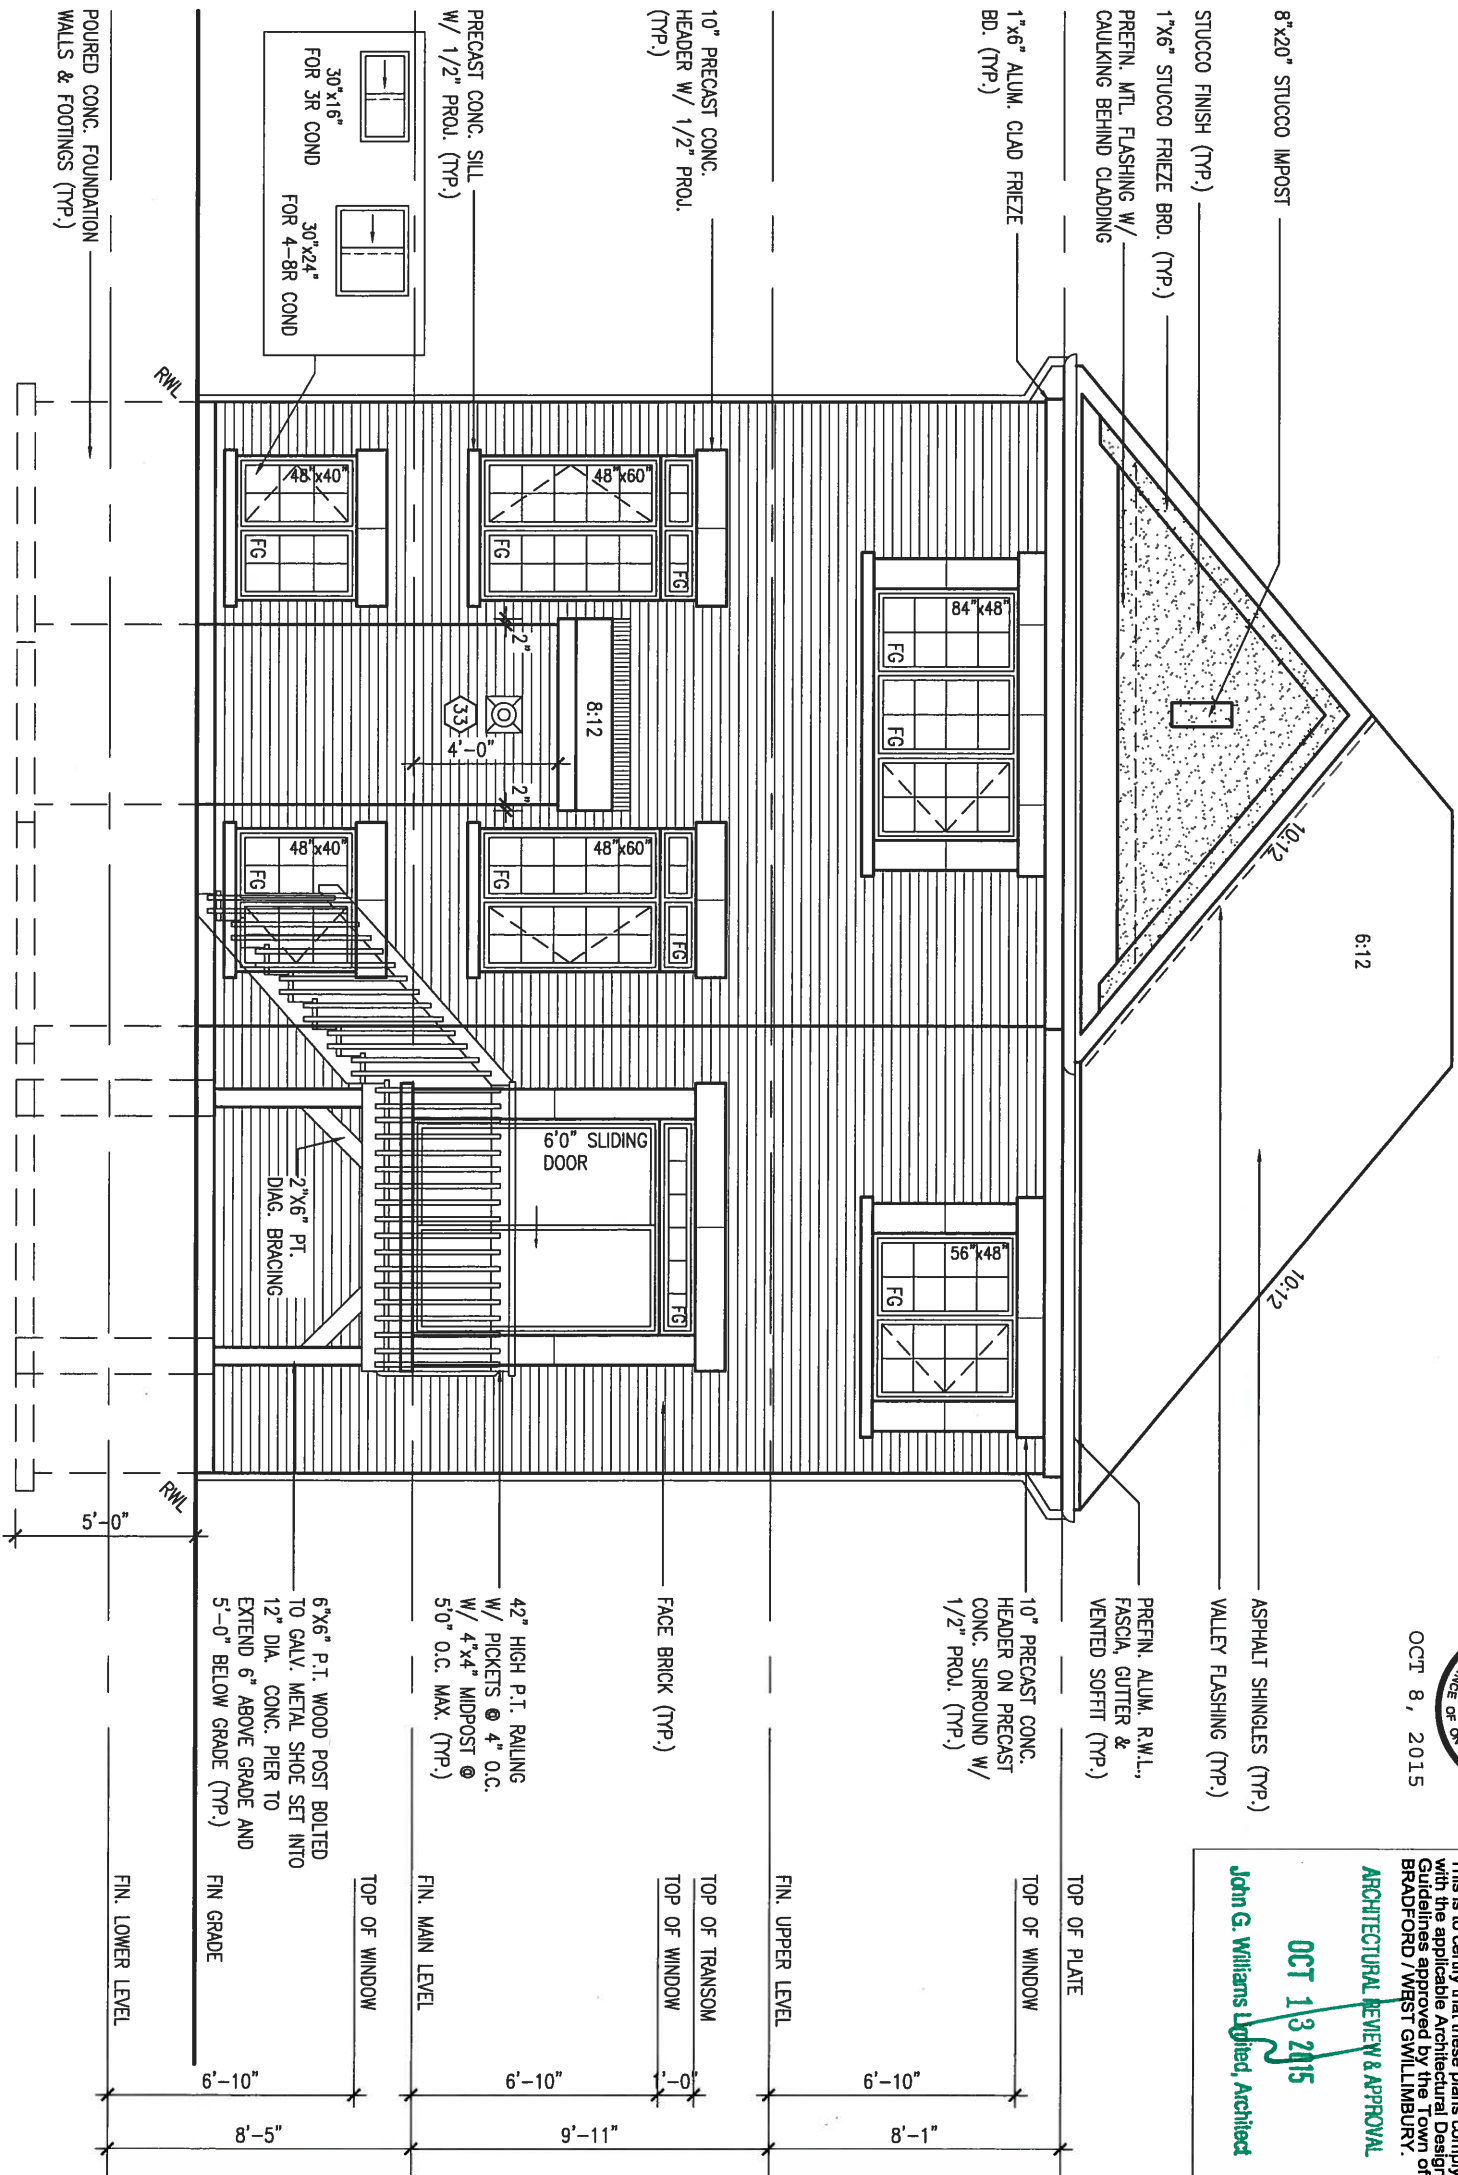 8"x20" STUCCO IMPOST
STUCCO FINISH (TYP.)
1"X6" STUCCO FRIEZE BRD. (TYP.)
PREFIN. MTL. FLASHING W/
CAULKING BEHIND CLADDING
1"x6" ALUM. CLAD FRIEZE
BD. (TYP.)
10" PRECAST CONC.
HEADER W/ 1/2" PROJ.
(TYP.)
PRECAST CONC. SILL
W/ 1/2" PROJ. (TYP.)
30"x16"
FOR 3R COND
30"x24"
FOR 4-8R COND
POURED CONC. FOUNDATION
WALLS & FOOTINGS (TYP.)
RWL
6:12
10:12
10:12
84"x48"
FG
FG
56"x48"
FG
48"x60"
FG
FG
8:12
2"
2"
33
4'-0"
48"x60"
FG
FG
6'0" SLIDING
DOOR
FG
48"x40"
FG
48"x40"
FG
2"X6" PT.
DIAG. BRACING
RWL
5'-0"
OCT 8, 2015
ASPHALT SHINGLES (TYP.)
VALLEY FLASHING (TYP.)
PREFIN. ALUM. R.W.L.,
FASCIA, GUTTER &
VENTED SOFFIT (TYP.)
10" PRECAST CONC.
HEADER ON PRECAST
CONC. SURROUND W/
1/2" PROJ. (TYP.)
FACE BRICK (TYP.)
42" HIGH P.T. RAILING
W/ PICKETS @ 4" O.C.
W/ 4"x4" MIDPOST @
5'0" O.C. MAX. (TYP.)
6"X6" P.T. WOOD POST BOLTED
TO GALV. METAL SHOE SET INTO
12" DIA. CONC. PIER TO
EXTEND 6" ABOVE GRADE AND
5'-0" BELOW GRADE (TYP.)
This is to certify that these plans comply
with the applicable Architectural Design
Guidelines approved by the Town of
BRADFORD / WEST GWILLIMBURY.
ARCHITECTURAL REVIEW & APPROVAL
OCT 13 2015
John G. Williams Limited, Architect
TOP OF PLATE
TOP OF WINDOW
FIN. UPPER LEVEL
TOP OF TRANSOM
TOP OF WINDOW
FIN. MAIN LEVEL
TOP OF WINDOW
FIN GRADE
FIN. LOWER LEVEL
6'-10"
1'-0"
6'-10"
6'-10"
8'-1"
9'-11"
8'-5"